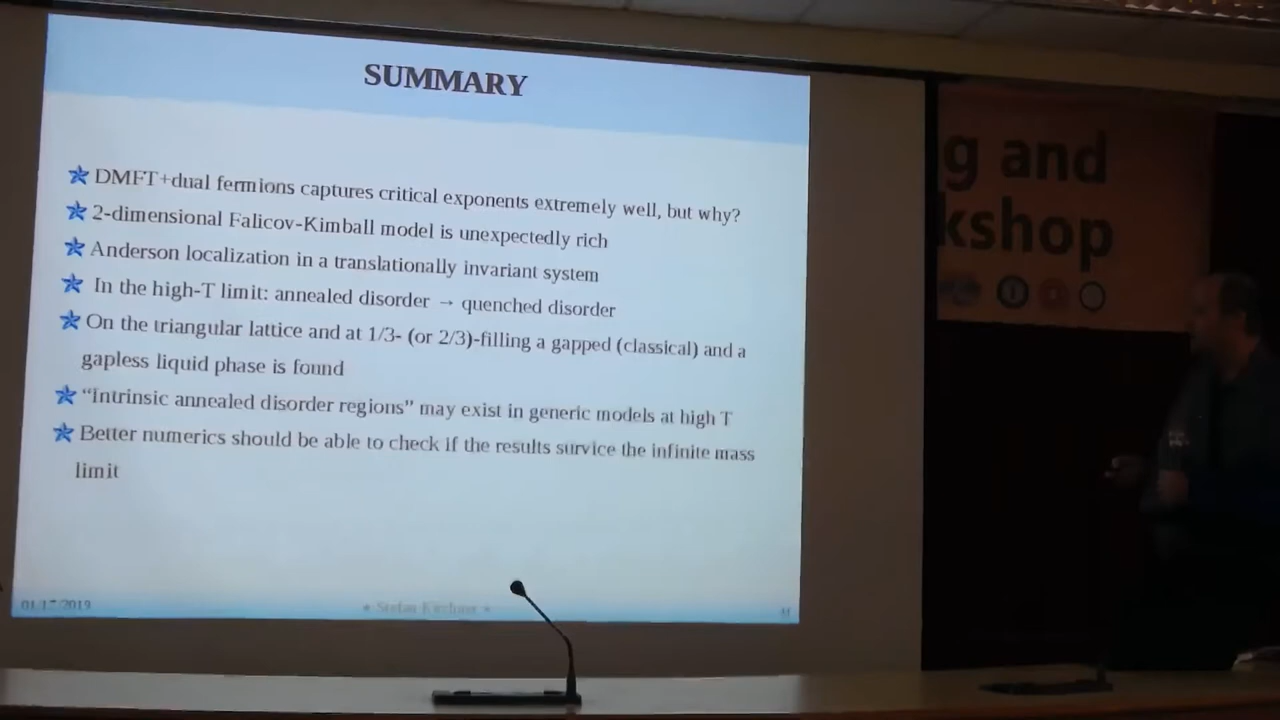 SUMMARY
DMFT+dual fermions captures critical exponents extremely well, but why?
2-dimensional Falicov-Kimball model is unexpectedly rich
Anderson localization in a translationally invariant system
In the high-T limit: annealed disorder → quenched disorder
On the triangular lattice and at 1/3- (or 2/3)-filling a gapped (classical) and a
gapless liquid phase is found
“Intrinsic annealed disorder regions” may exist in generic models at high T
Better numerics should be able to check if the results survice the infinite mass
limit
01/17/2019
★ Stefan Kirchner ★
g and
kshop